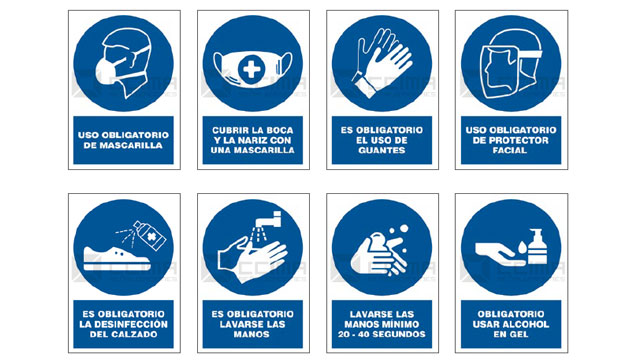 USO OBLIGATORIO
DE MASCARILLA
CUBRIR LA BOCA
Y LA NARIZ CON
UNA MASCARILLA
ES OBLIGATORIO
EL USO DE
GUANTES
USO OBLIGATORIO
DE PROTECTOR
FACIAL
ES OBLIGATORIO
LA DESINFECCIÓN
DEL CALZADO
ES OBLIGATORIO
LAVARSE LAS
MANOS
LAVARSE LAS
MANOS MÍNIMO
20 - 40 SEGUNDOS
OBLIGATORIO
USAR ALCOHOL
EN GEL